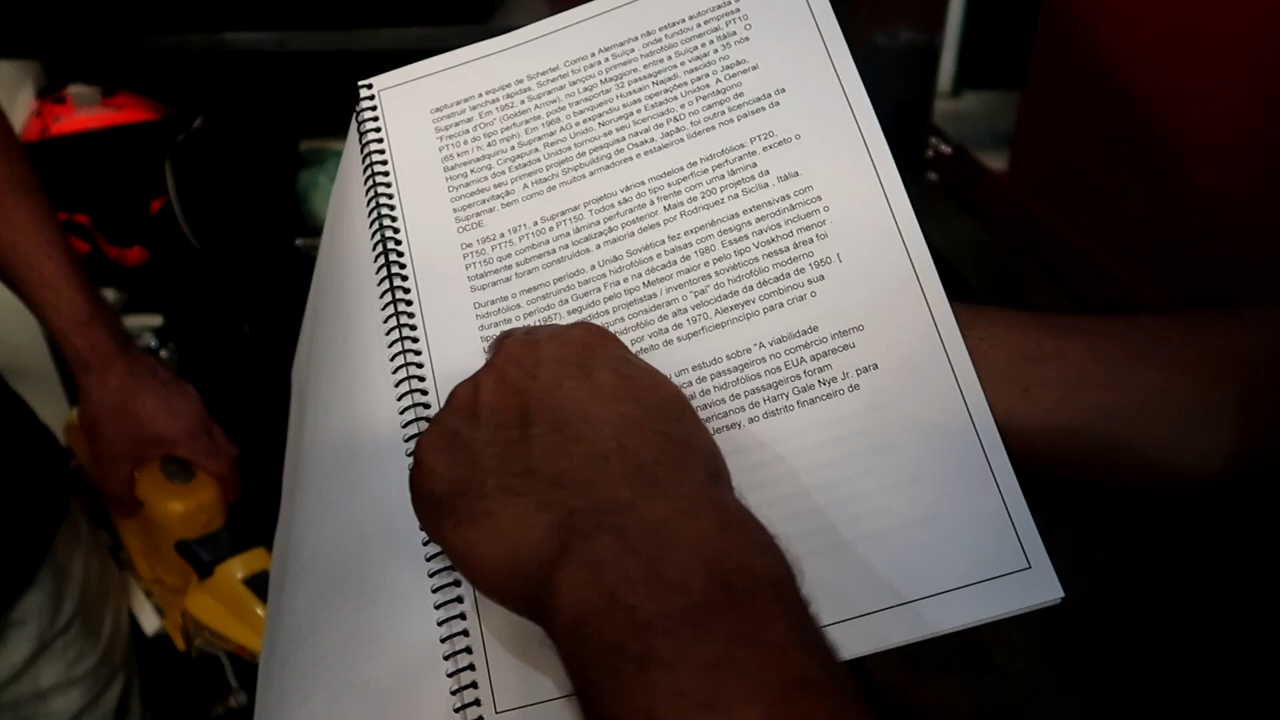 capturaram a equipe de Schertel. Como a Alemanha não estava autorizada a
construir lanchas rápidas, Schertel foi para a Suíça , onde fundou a empresa
Supramar. Em 1952, a Supramar lançou o primeiro hidrofólio comercial, PT10
"Freccia d'Oro" (Golden Arrow), no Lago Maggiore, entre a Suíça e a Itália . O
PT10 é do tipo perfurante, pode transportar 32 passageiros e viajar a 35 nós
(65 km / h; 40 mph). Em 1968, o banqueiro Hussain Najadi, nascido no
Bahreinadquiriu a Supramar AG e expandiu suas operações para o Japão,
Hong Kong, Cingapura, Reino Unido, Noruega e Estados Unidos. A General
Dynamics dos Estados Unidos tornou-se seu licenciado, e o Pentágono
concedeu seu primeiro projeto de pesquisa naval de P&D no campo de
supercavitação . A Hitachi Shipbuilding de Osaka, Japão, foi outra licenciada da
Supramar, bem como de muitos armadores e estaleiros líderes nos países da
OCDE.
De 1952 a 1971, a Supramar projetou vários modelos de hidrofólios: PT20,
PT50, PT75, PT100 e PT150. Todos são do tipo superfície perfurante, exceto o
PT150 que combina uma lâmina perfurante à frente com uma lâmina
totalmente submersa na localização posterior. Mais de 200 projetos da
Supramar foram construídos, a maioria deles por Rodriquez na Sicília , Itália.
Durante o mesmo período, a União Soviética fez experiências extensivas com
hidrofólios, construindo barcos hidrofólios e balsas com designs aerodinâmicos
durante o período da Guerra Fria e na década de 1980. Esses navios incluem o
tipo (1957), seguido pelo tipo Meteor maior e pelo tipo Voskhod menor .
projetistas / inventores soviéticos nessa área foi
alguns consideram o "pai" do hidrofólio moderno
hidrofólio de alta velocidade da década de 1950. [
por volta de 1970, Alexeyev combinou sua
efeito de superfícieprincípio para criar o
um estudo sobre "A viabilidade
de passageiros no comércio interno
de hidrofólios nos EUA apareceu
navios de passageiros foram
de Harry Gale Nye Jr. para
Jersey, ao distrito financeiro de